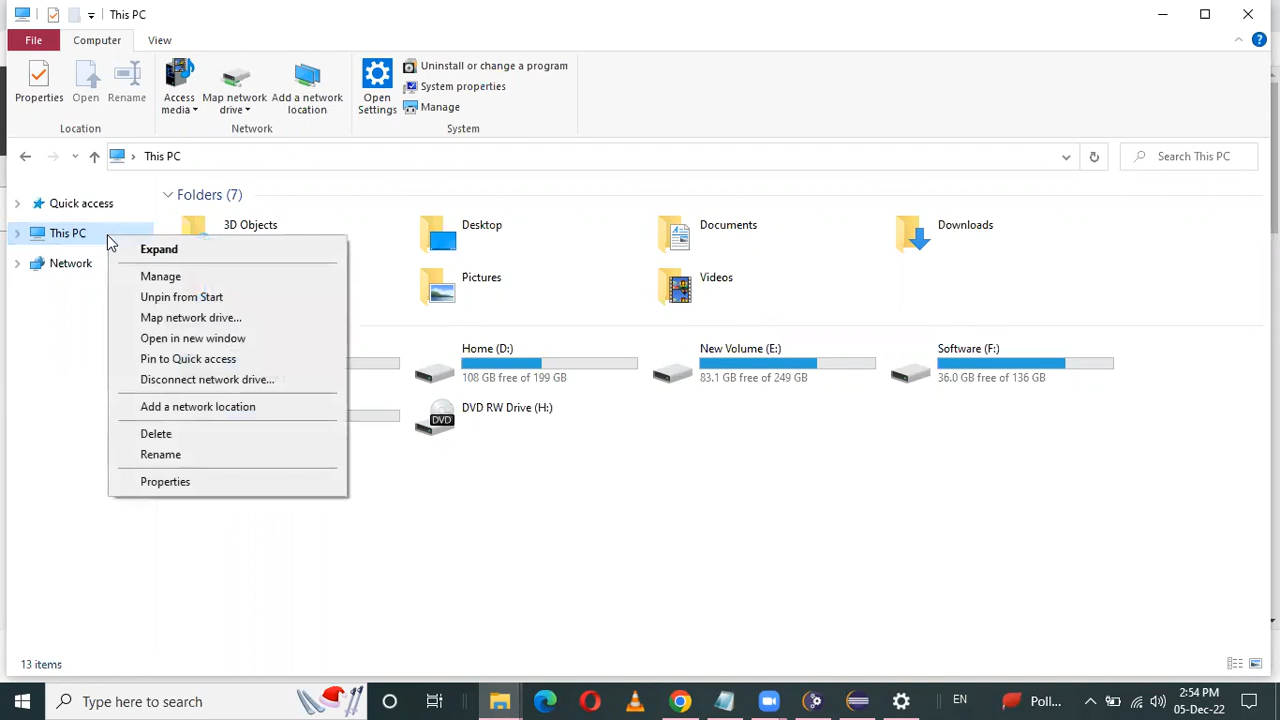 This PC
File
Computer
View
Properties
Open
Rename
Access media
Map network drive
Add a network location
Open Settings
Uninstall or change a program
System properties
Manage
Location
Network
System
This PC
Search This PC
Quick access
This PC
Network
Folders (7)
3D Objects
Desktop
Documents
Downloads
Pictures
Videos
Expand
Manage
Unpin from Start
Map network drive...
Open in new window
Pin to Quick access
Disconnect network drive...
Add a network location
Delete
Rename
Properties
Home (D:)
108 GB free of 199 GB
New Volume (E:)
83.1 GB free of 249 GB
Software (F:)
36.0 GB free of 136 GB
DVD RW Drive (H:)
DVD
13 items
Type here to search
EN
Poll...
2:54 PM
05-Dec-22